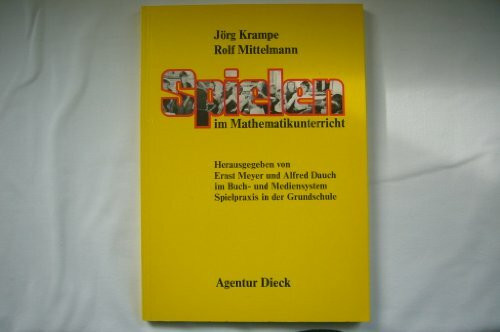 Jörg Krampe
Rolf Mittelmann
Spielen
im Mathematikunterricht
Herausgegeben von
Ernst Meyer und Alfred Dauch
im Buch- und Mediensystem
Spielpraxis in der Grundschule
Agentur Dieck